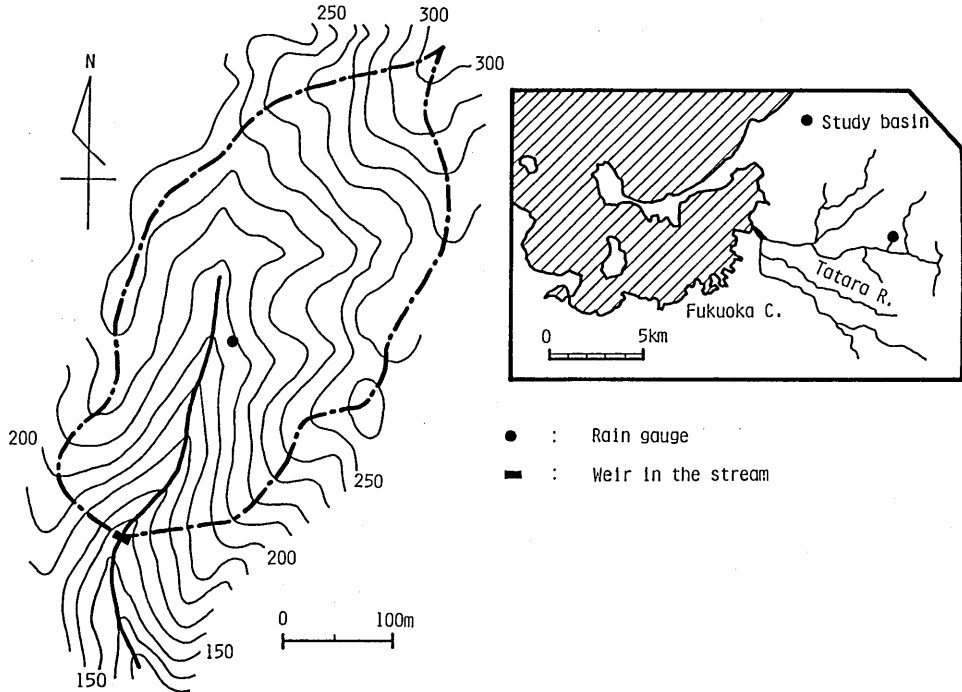 250
300
300
N
Study basin
Tatara R.
Fukuoka C.
0
5km
200
250
200
● : Rain gauge
: Weir in the stream
0
100m
150
150